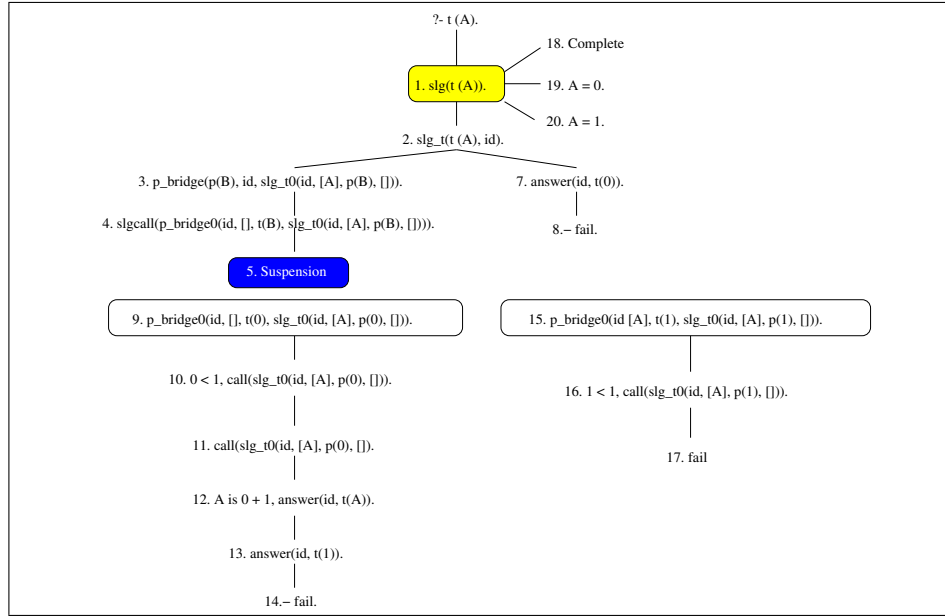 ?- t (A).
18. Complete
1. slg(t (A)).
19. A = 0.
20. A = 1.
2. slg_t(t (A), id).
3. p_bridge(p(B), id, slg_t0(id, [A], p(B), [])).
7. answer(id, t(0)).
4. slgcall(p_bridge0(id, [], t(B), slg_t0(id, [A], p(B), []))).
8.– fail.
5. Suspension
9. p_bridge0(id, [], t(0), slg_t0(id, [A], p(0), [])).
15. p_bridge0(id [A], t(1), slg_t0(id, [A], p(1), [])).
10. 0 < 1, call(slg_t0(id, [A], p(0), [])).
16. 1 < 1, call(slg_t0(id, [A], p(1), [])).
11. call(slg_t0(id, [A], p(0), []).
17. fail
12. A is 0 + 1, answer(id, t(A)).
13. answer(id, t(1)).
14.– fail.